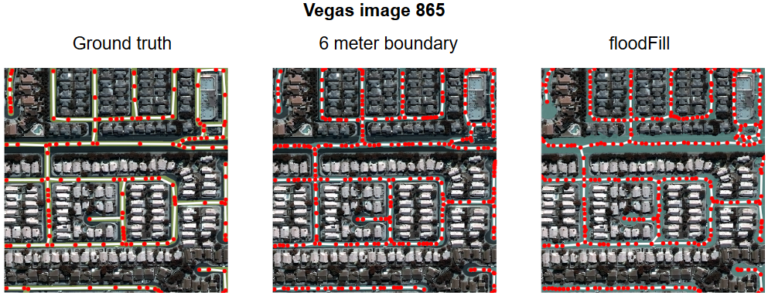 Vegas image 865
Ground truth
6 meter boundary
floodFill